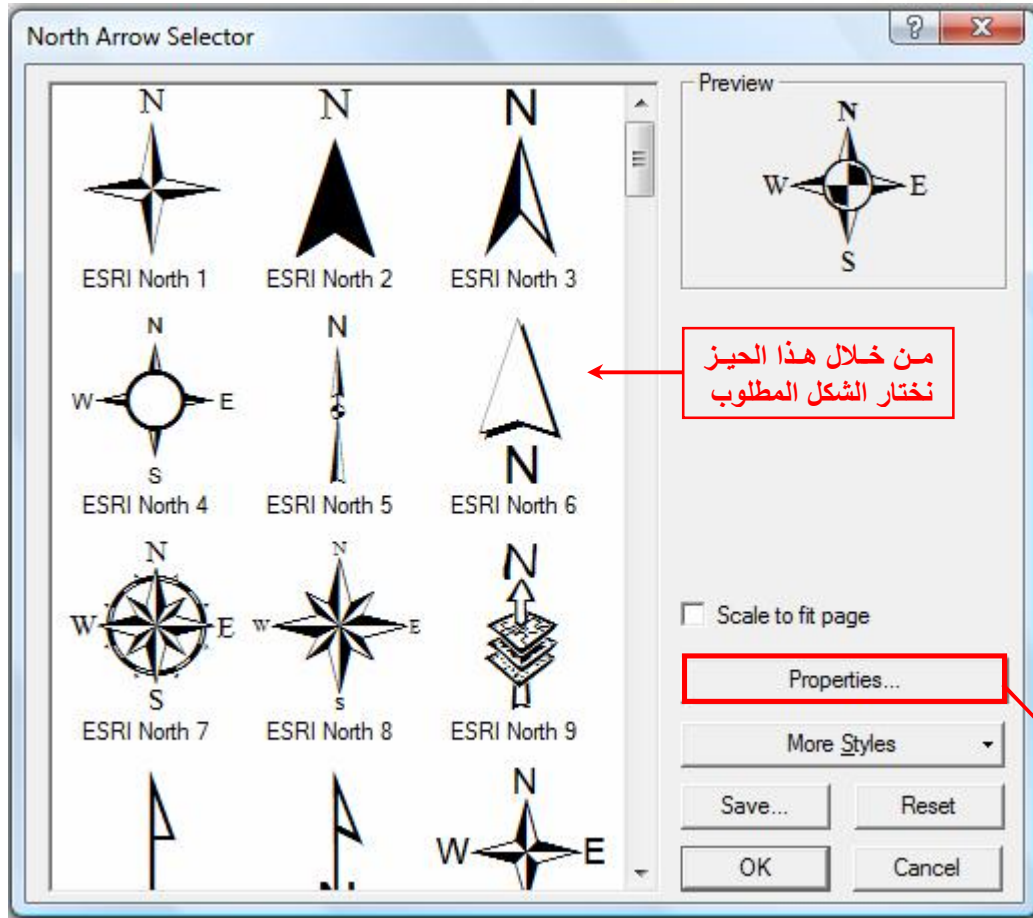 North Arrow Selector
N N N
ESRI North 1 ESRI North 2 ESRI North 3
N
W E
S
N
N
ESRI North 4 ESRI North 5 ESRI North 6
N
W E
S
N
W E
S
N
ESRI North 7 ESRI North 8 ESRI North 9
N
W E
Preview
N
W E
S
مـن خـلال هـذا الحيـز
نختار الشكل المطلوب
Scale to fit page
Properties...
More Styles
Save... Reset
OK Cancel